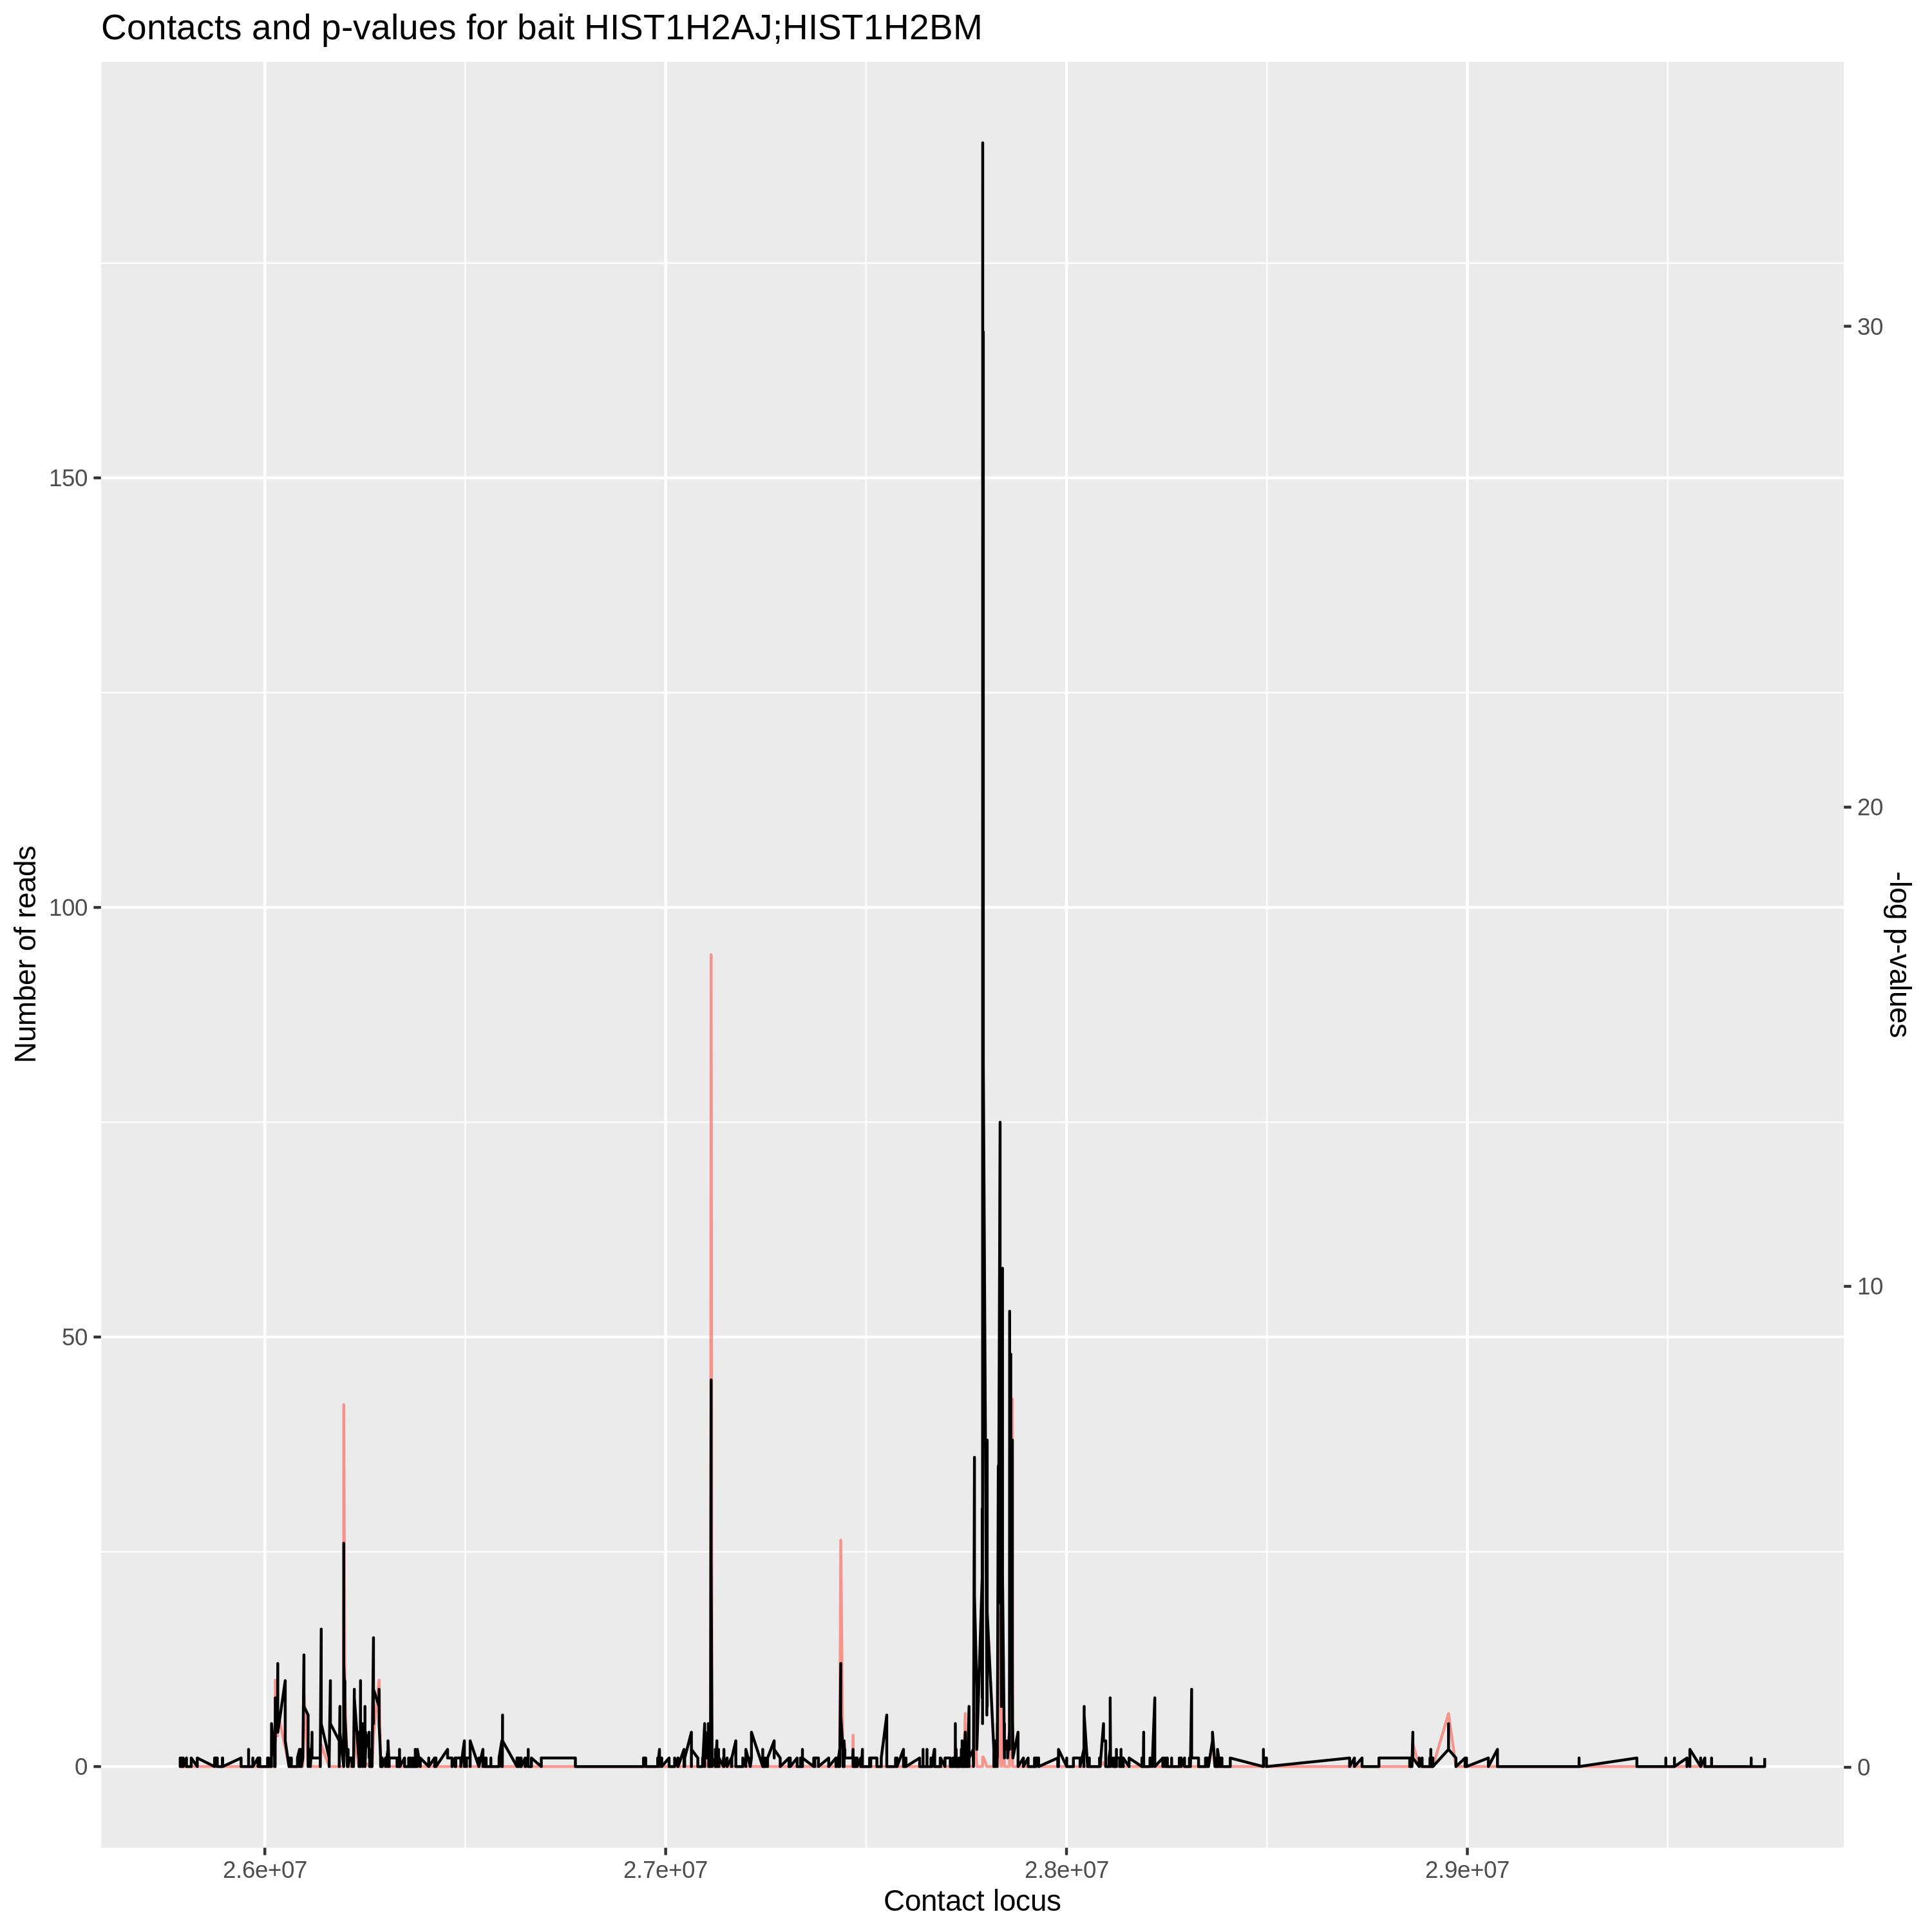 Contacts and p-values for bait HIST1H2AJ;HIST1H2BM
Number of reads
150
100
50
0
30
20
10
0
-log p-values
2.6e+07
2.7e+07
2.8e+07
2.9e+07
Contact locus